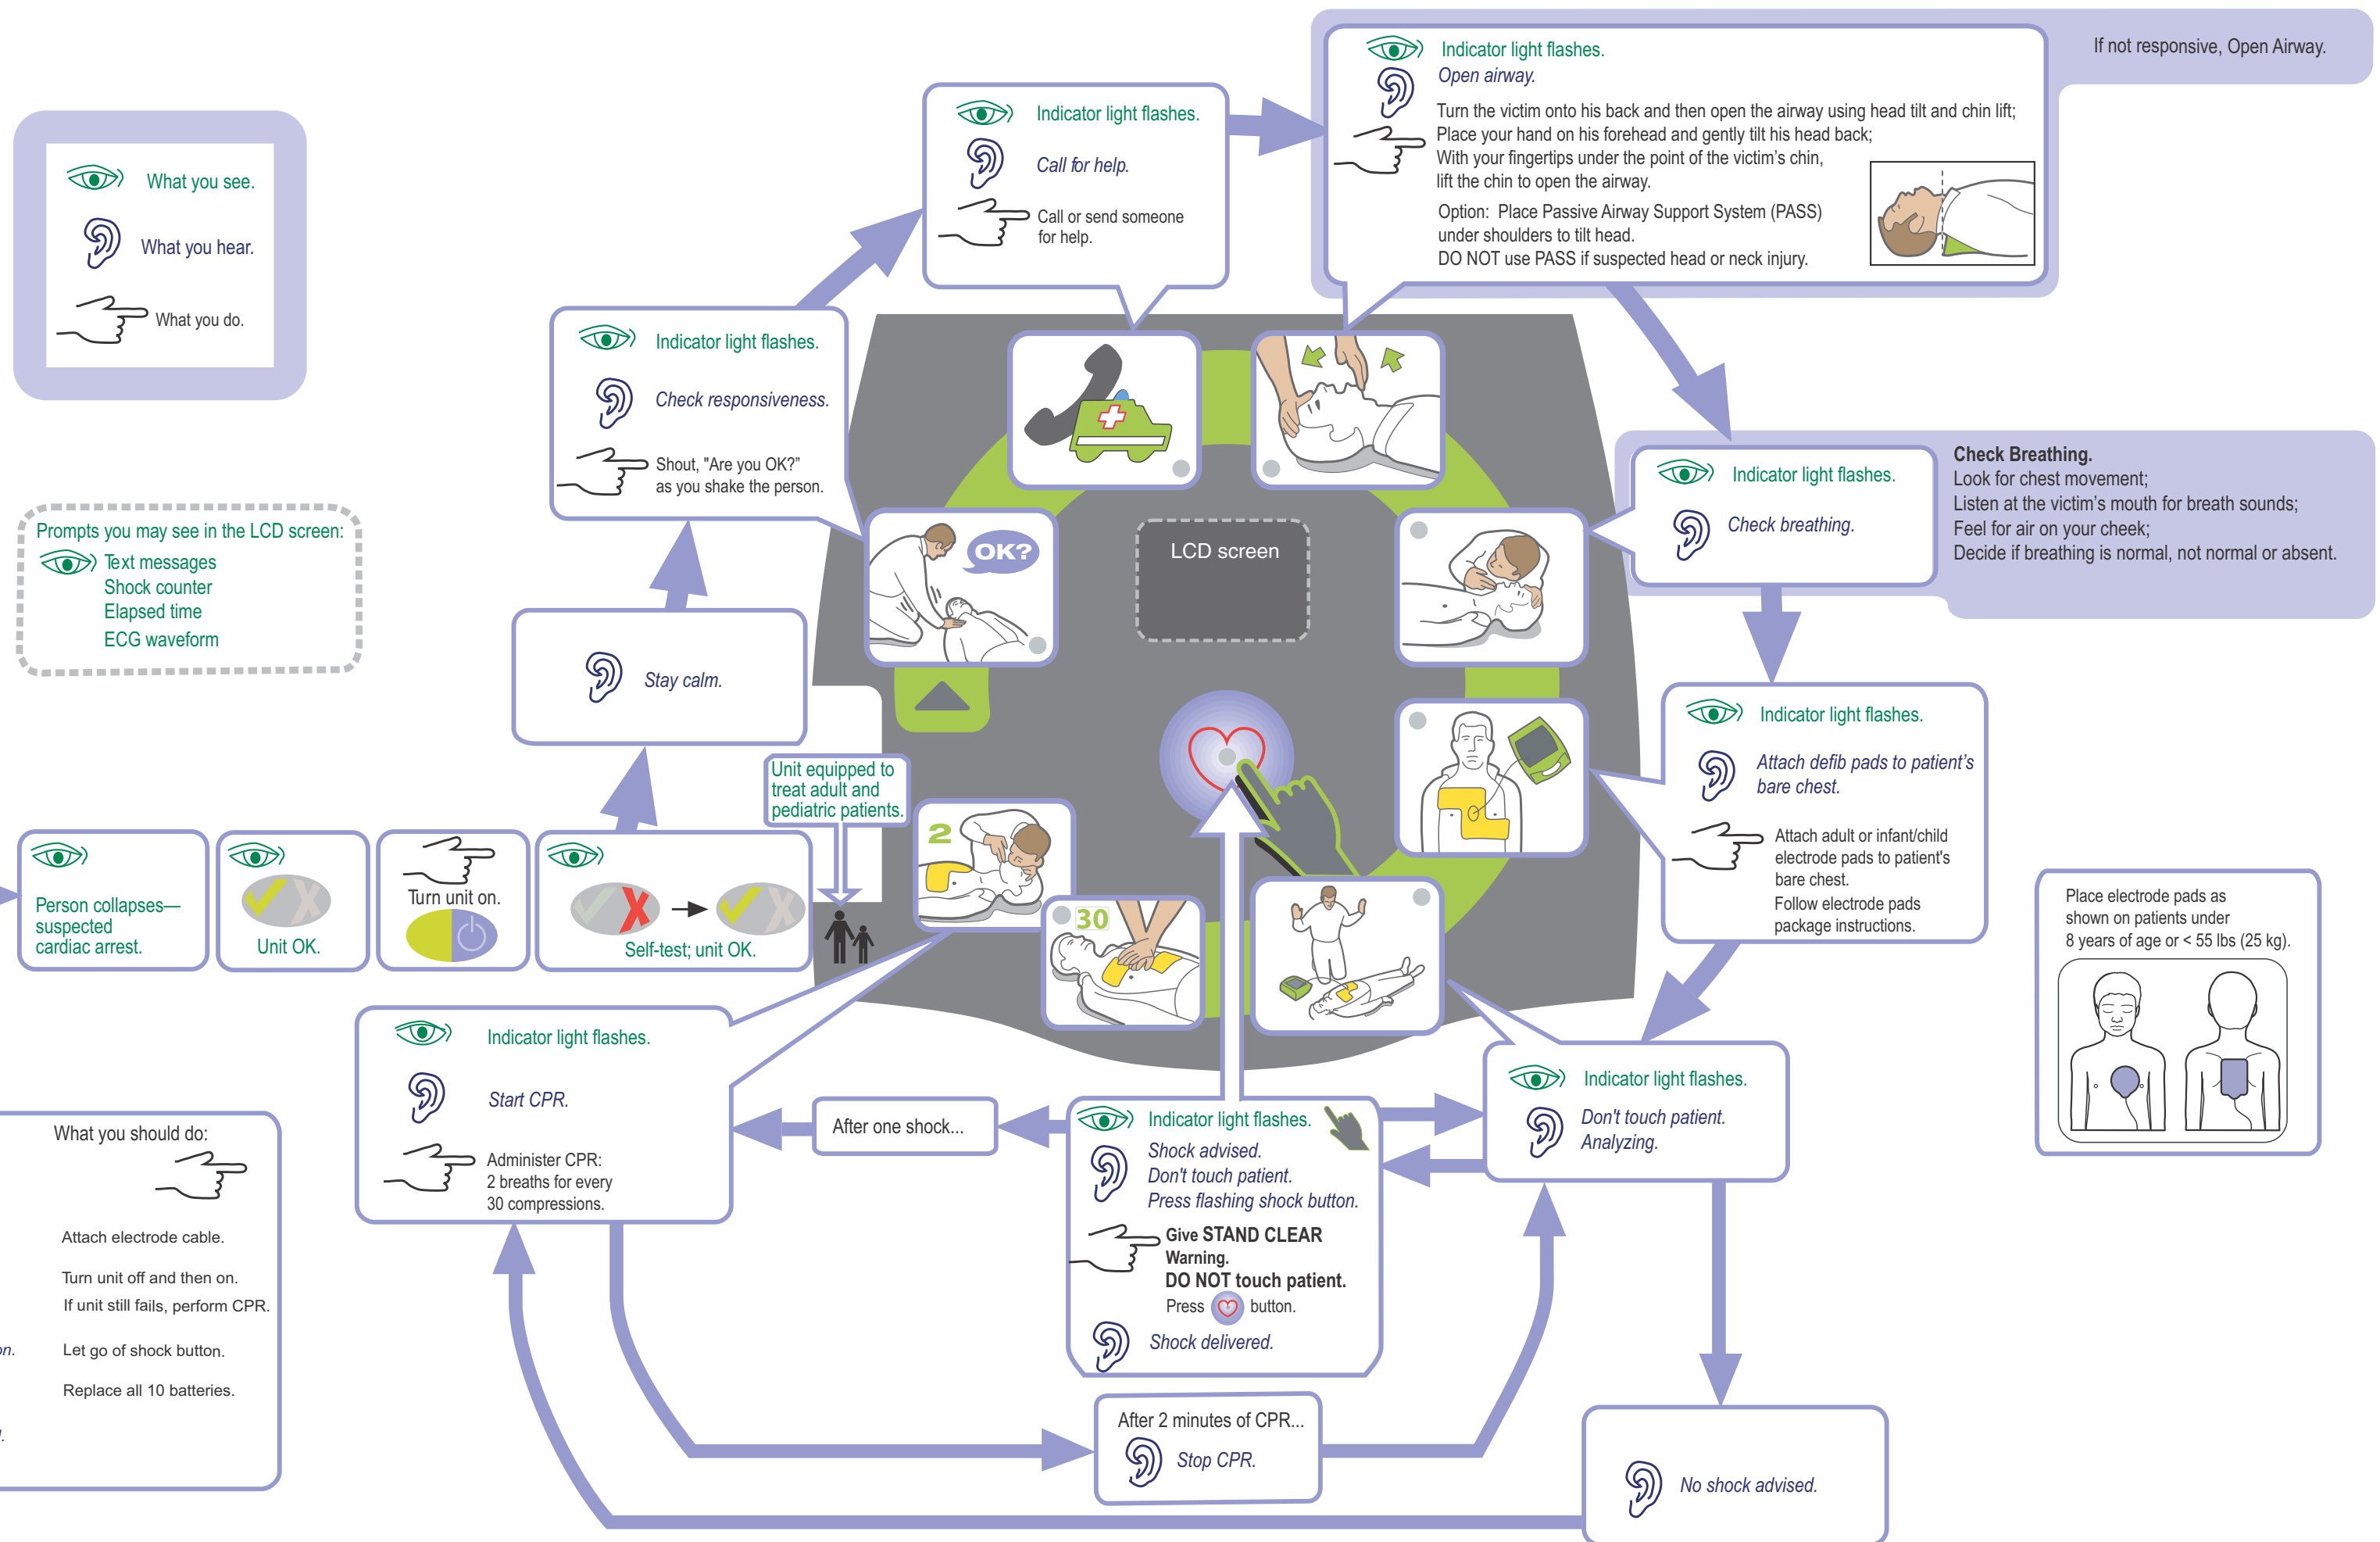 What you see.
What you hear.
What you do.
Prompts you may see in the LCD screen:
Text messages
Shock counter
Elapsed time
ECG waveform
Person collapses—
suspected
cardiac arrest.
Unit OK.
Turn unit on.
Self-test; unit OK.
Unit equipped to
treat adult and
pediatric patients.
Stay calm.
Indicator light flashes.
Check responsiveness.
Shout, "Are you OK?”
as you shake the person.
OK?
Indicator light flashes.
Call for help.
Call or send someone
for help.
Indicator light flashes.
Open airway.
Turn the victim onto his back and then open the airway using head tilt and chin lift;
Place your hand on his forehead and gently tilt his head back;
With your fingertips under the point of the victim’s chin,
lift the chin to open the airway.
Option: Place Passive Airway Support System (PASS)
under shoulders to tilt head.
DO NOT use PASS if suspected head or neck injury.
If not responsive, Open Airway.
LCD screen
Indicator light flashes.
Check breathing.
Check Breathing.
Look for chest movement;
Listen at the victim’s mouth for breath sounds;
Feel for air on your cheek;
Decide if breathing is normal, not normal or absent.
Indicator light flashes.
Attach defib pads to patient’s
bare chest.
Attach adult or infant/child
electrode pads to patient's
bare chest.
Follow electrode pads
package instructions.
Place electrode pads as
shown on patients under
8 years of age or < 55 lbs (25 kg).
Indicator light flashes.
Don't touch patient.
Analyzing.
Indicator light flashes.
Shock advised.
Don't touch patient.
Press flashing shock button.
Give STAND CLEAR
Warning.
DO NOT touch patient.
Press button.
Shock delivered.
After one shock...
2
30
Indicator light flashes.
Start CPR.
Administer CPR:
2 breaths for every
30 compressions.
After 2 minutes of CPR...
Stop CPR.
No shock advised.
What you should do:
Attach electrode cable.
Turn unit off and then on.
If unit still fails, perform CPR.
on.
Let go of shock button.
Replace all 10 batteries.